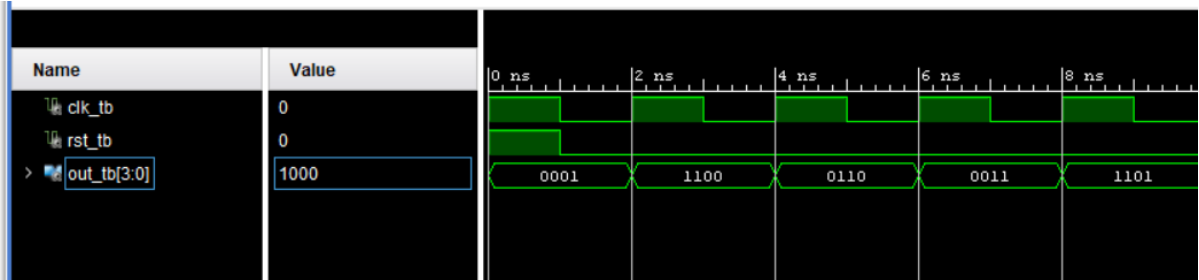 Name Value 0 ns 2 ns 4 ns 6 ns 8 ns
clk_tb 0
rst_tb 0
out_tb[3:0] 1000 0001 1100 0110 0011 1101